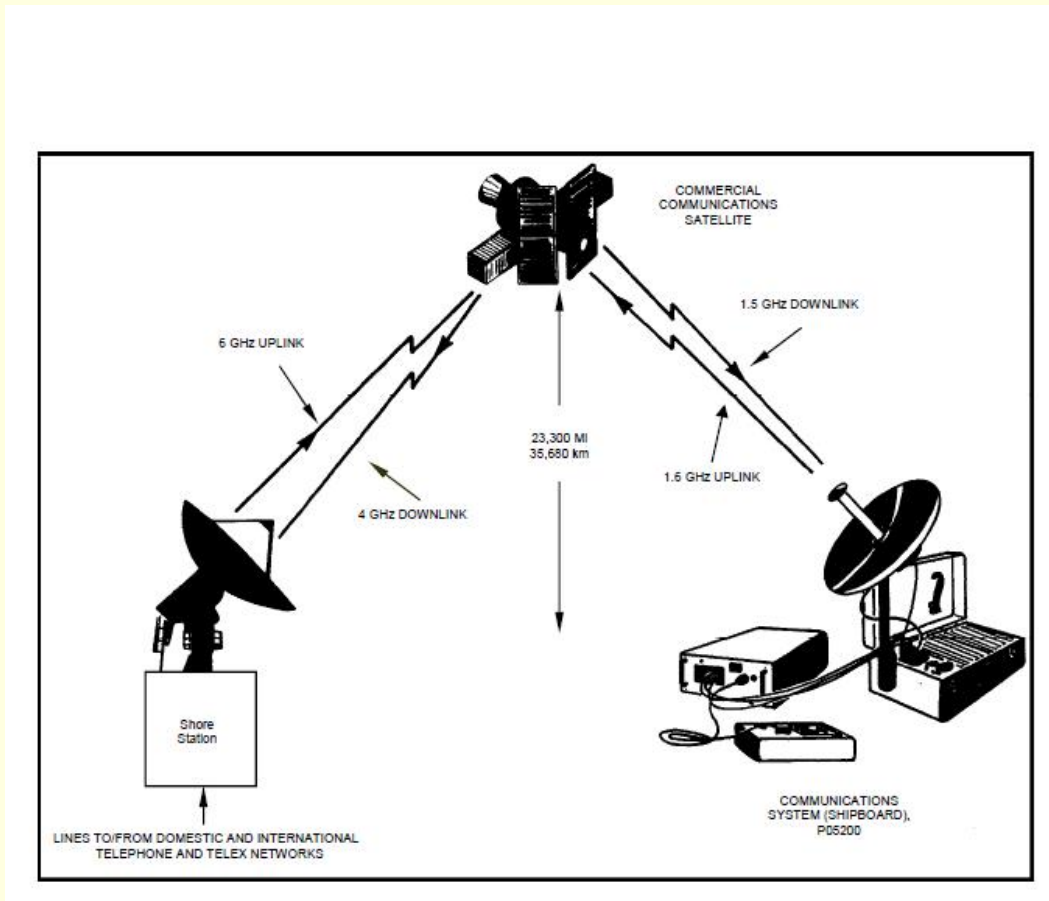 COMMERCIAL
COMMUNICATIONS
SATELLITE
1.5 GHz DOWNLINK
6 GHz UPLINK
23,300 MI
35,680 km
1.6 GHz UPLINK
4 GHz DOWNLINK
Shore
Station
COMMUNICATIONS
SYSTEM (SHIPBOARD),
P05200
LINES TO/FROM DOMESTIC AND INTERNATIONAL
TELEPHONE AND TELEX NETWORKS